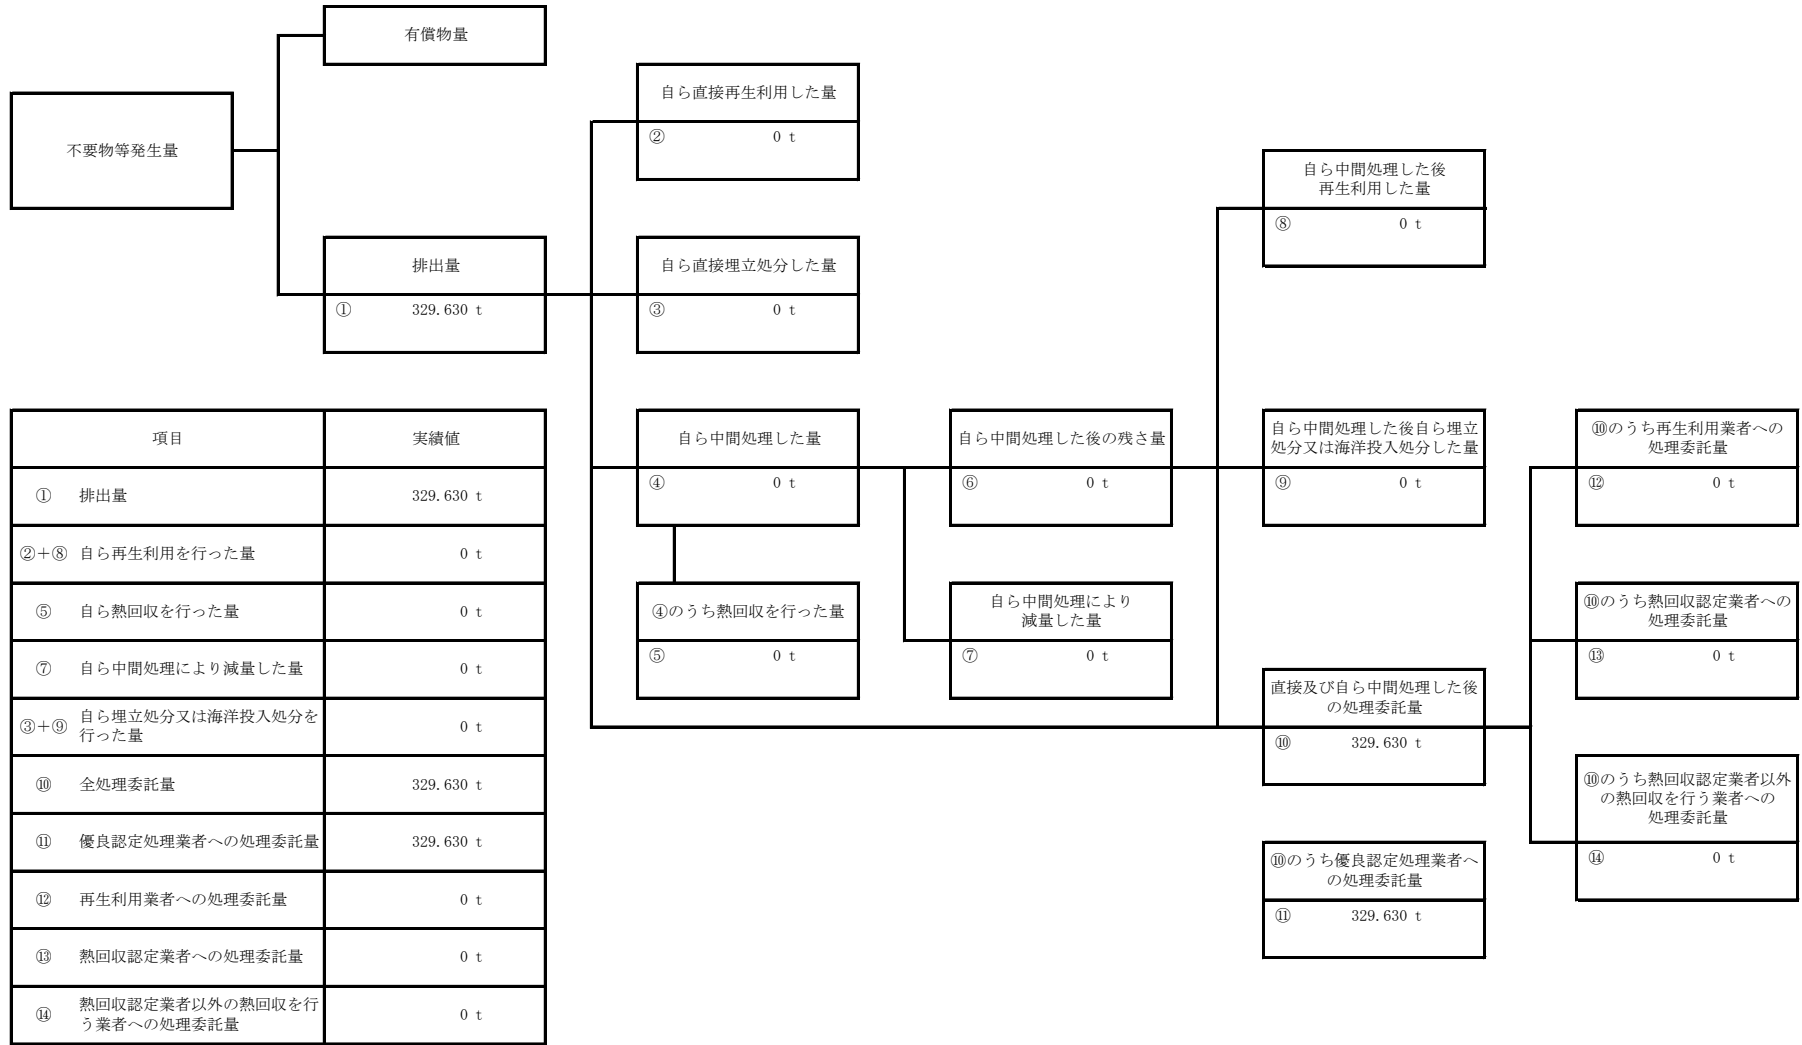 有償物量
不要物等発生量
排出量
① 329.630 t
自ら直接再生利用した量
② 0 t
自ら直接埋立処分した量
③ 0 t
自ら中間処理した後
再生利用した量
⑧ 0 t
自ら中間処理した量
④ 0 t
自ら中間処理した後の残さ量
⑥ 0 t
自ら中間処理した後自ら埋立
処分又は海洋投入処分した量
⑨ 0 t
⑩のうち再生利用業者への
処理委託量
⑫ 0 t
④のうち熱回収を行った量
⑤ 0 t
自ら中間処理により
減量した量
⑦ 0 t
⑩のうち熱回収認定業者への
処理委託量
⑬ 0 t
直接及び自ら中間処理した後
の処理委託量
⑩ 329.630 t
⑩のうち熱回収認定業者以外
の熱回収を行う業者への
処理委託量
⑭ 0 t
⑩のうち優良認定処理業者へ
の処理委託量
⑪ 329.630 t
項目 実績値
① 排出量 329.630 t
②+⑧ 自ら再生利用を行った量 0 t
⑤ 自ら熱回収を行った量 0 t
⑦ 自ら中間処理により減量した量 0 t
③+⑨ 自ら埋立処分又は海洋投入処分を
行った量 0 t
⑩ 全処理委託量 329.630 t
⑪ 優良認定処理業者への処理委託量 329.630 t
⑫ 再生利用業者への処理委託量 0 t
⑬ 熱回収認定業者への処理委託量 0 t
⑭ 熱回収認定業者以外の熱回収を行
う業者への処理委託量 0 t